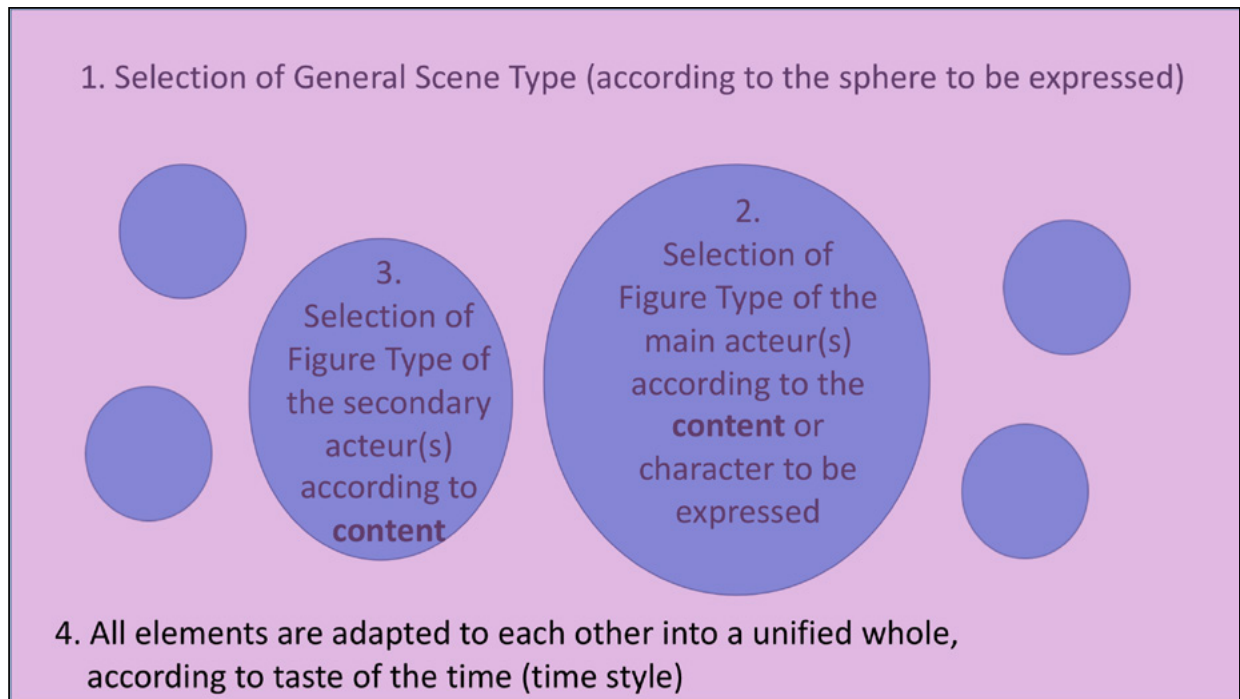 1. Selection of General Scene Type (according to the sphere to be expressed)
2.
Selection of
Figure Type of the
main acteur(s)
according to the
content or
character to be
expressed
3.
Selection of
Figure Type of
the secondary
acteur(s)
according to
content
4. All elements are adapted to each other into a unified whole,
according to taste of the time (time style)